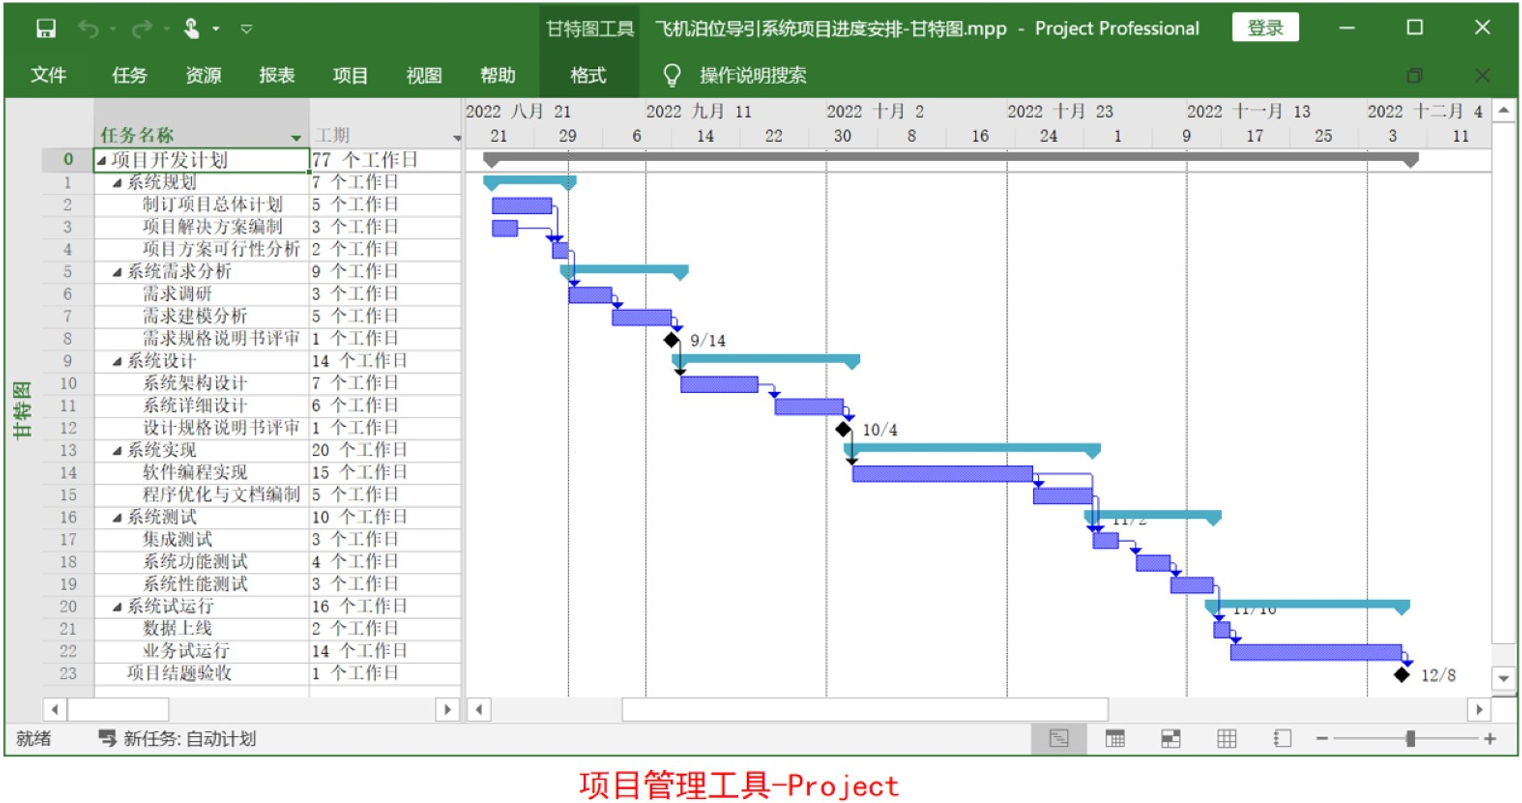 甘特图工具 飞机泊位导引系统项目进度安排-甘特图.mpp - Project Professional 登录
文件 任务 资源 报表 项目 视图 帮助 格式 操作说明搜索
2022 八月 21 2022 九月 11 2022 十月 2 2022 十月 23 2022 十一月 13 2022 十二月 4
任务名称 工期 21 29 6 14 22 30 8 16 24 1 9 17 25 3 11
0 项目开发计划 77 个工作日
1 系统规划 7 个工作日
2 制订项目总体计划 5 个工作日
3 项目解决方案编制 3 个工作日
4 项目方案可行性分析 2 个工作日
5 系统需求分析 9 个工作日
6 需求调研 3 个工作日
7 需求建模分析 5 个工作日
8 需求规格说明书评审 1 个工作日 9/14
9 系统设计 14 个工作日
10 系统架构设计 7 个工作日
11 系统详细设计 6 个工作日
12 设计规格说明书评审 1 个工作日 10/4
13 系统实现 20 个工作日
14 软件编程实现 15 个工作日
15 程序优化与文档编制 5 个工作日
16 系统测试 10 个工作日 11/2
17 集成测试 3 个工作日
18 系统功能测试 4 个工作日
19 系统性能测试 3 个工作日
20 系统试运行 16 个工作日 11/16
21 数据上线 2 个工作日
22 业务试运行 14 个工作日
23 项目结题验收 1 个工作日 12/8
甘特图
就绪 新任务: 自动计划
项目管理工具-Project